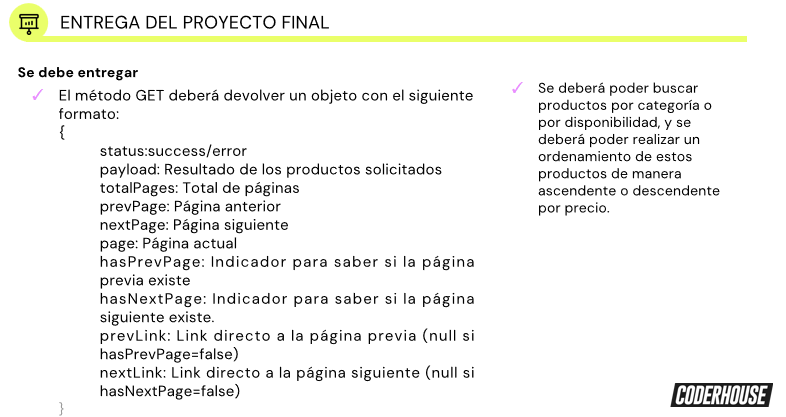 ENTREGA DEL PROYECTO FINAL
Se debe entregar
✓ El método GET deberá devolver un objeto con el siguiente
formato:
{
status:success/error
payload: Resultado de los productos solicitados
totalPages: Total de páginas
prevPage: Página anterior
nextPage: Página siguiente
page: Página actual
hasPrevPage: Indicador para saber si la página
previa existe
hasNextPage: Indicador para saber si la página
siguiente existe.
prevLink: Link directo a la página previa (null si
hasPrevPage=false)
nextLink: Link directo a la página siguiente (null si
hasNextPage=false)
}
✓ Se deberá poder buscar
productos por categoría o
por disponibilidad, y se
deberá poder realizar un
ordenamiento de estos
productos de manera
ascendente o descendente
por precio.
CODERHOUSE